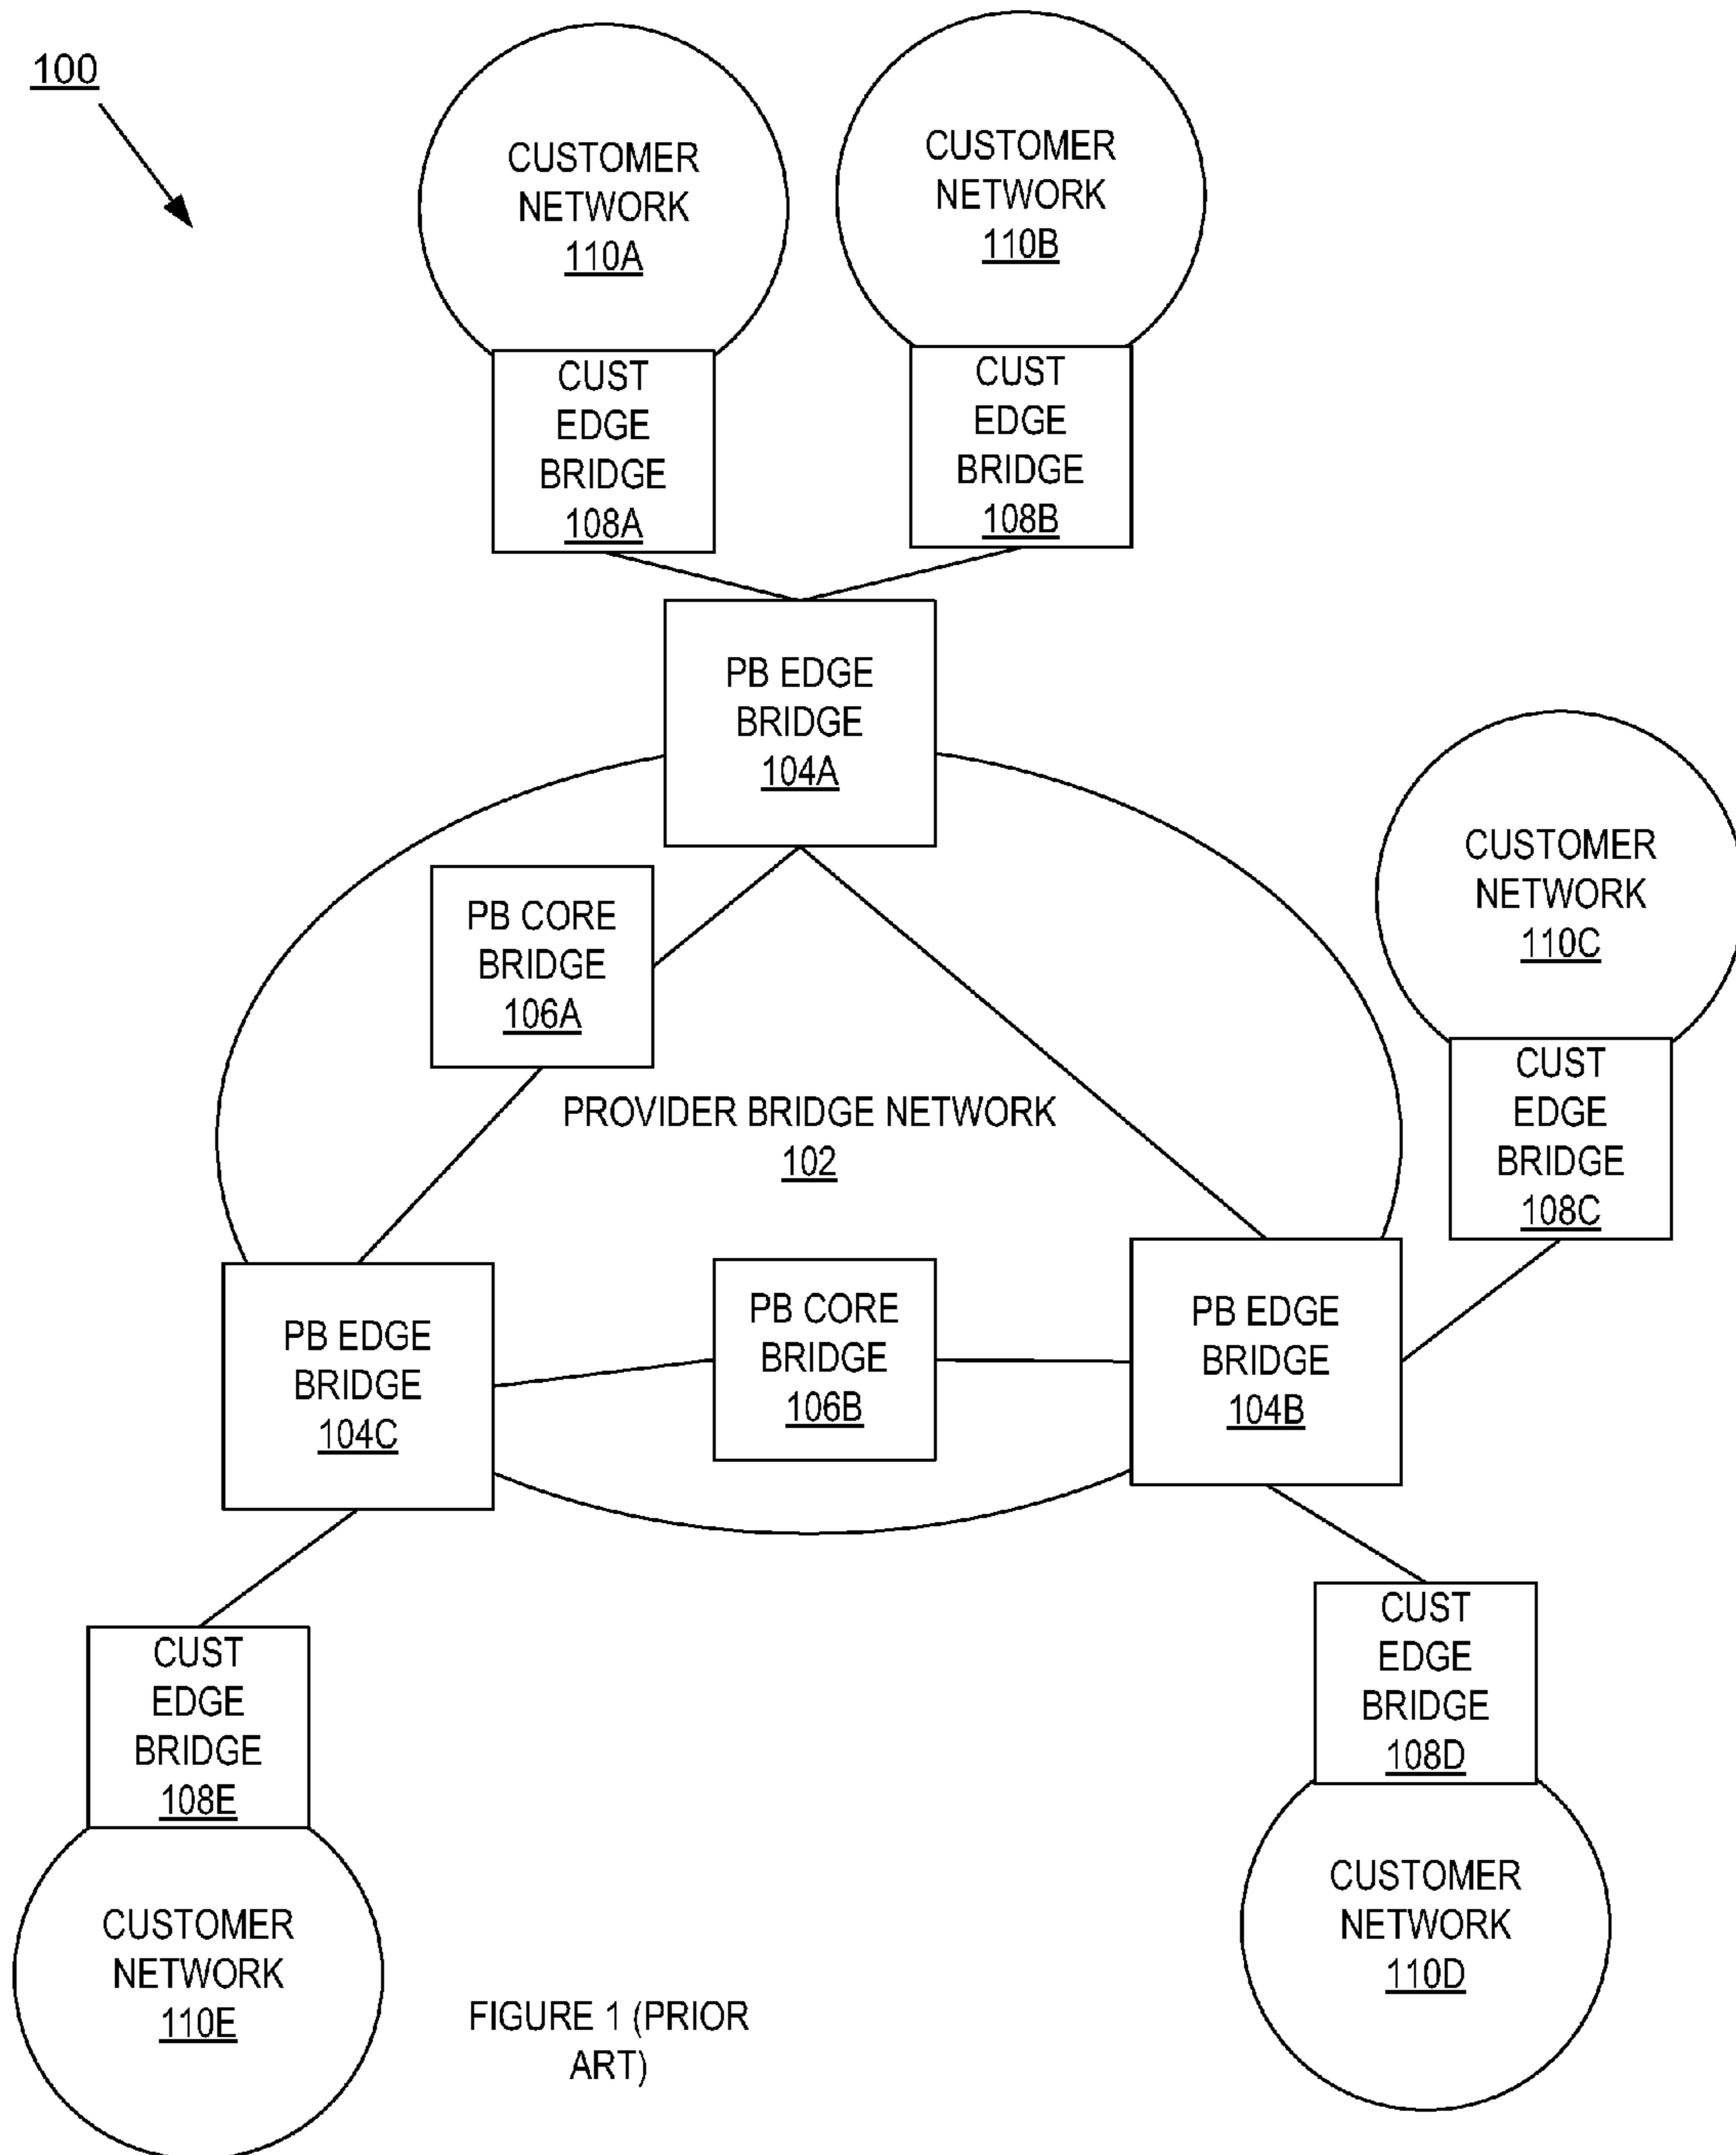 100
CUSTOMER
NETWORK
110A
CUSTOMER
NETWORK
110B
CUST
EDGE
BRIDGE
108A
CUST
EDGE
BRIDGE
108B
PB EDGE
BRIDGE
104A
CUSTOMER
NETWORK
110C
PB CORE
BRIDGE
106A
CUST
EDGE
BRIDGE
108C
PROVIDER BRIDGE NETWORK
102
PB EDGE
BRIDGE
104C
PB CORE
BRIDGE
106B
PB EDGE
BRIDGE
104B
CUST
EDGE
BRIDGE
108E
CUST
EDGE
BRIDGE
108D
CUSTOMER
NETWORK
110E
CUSTOMER
NETWORK
110D
FIGURE 1 (PRIOR
ART)